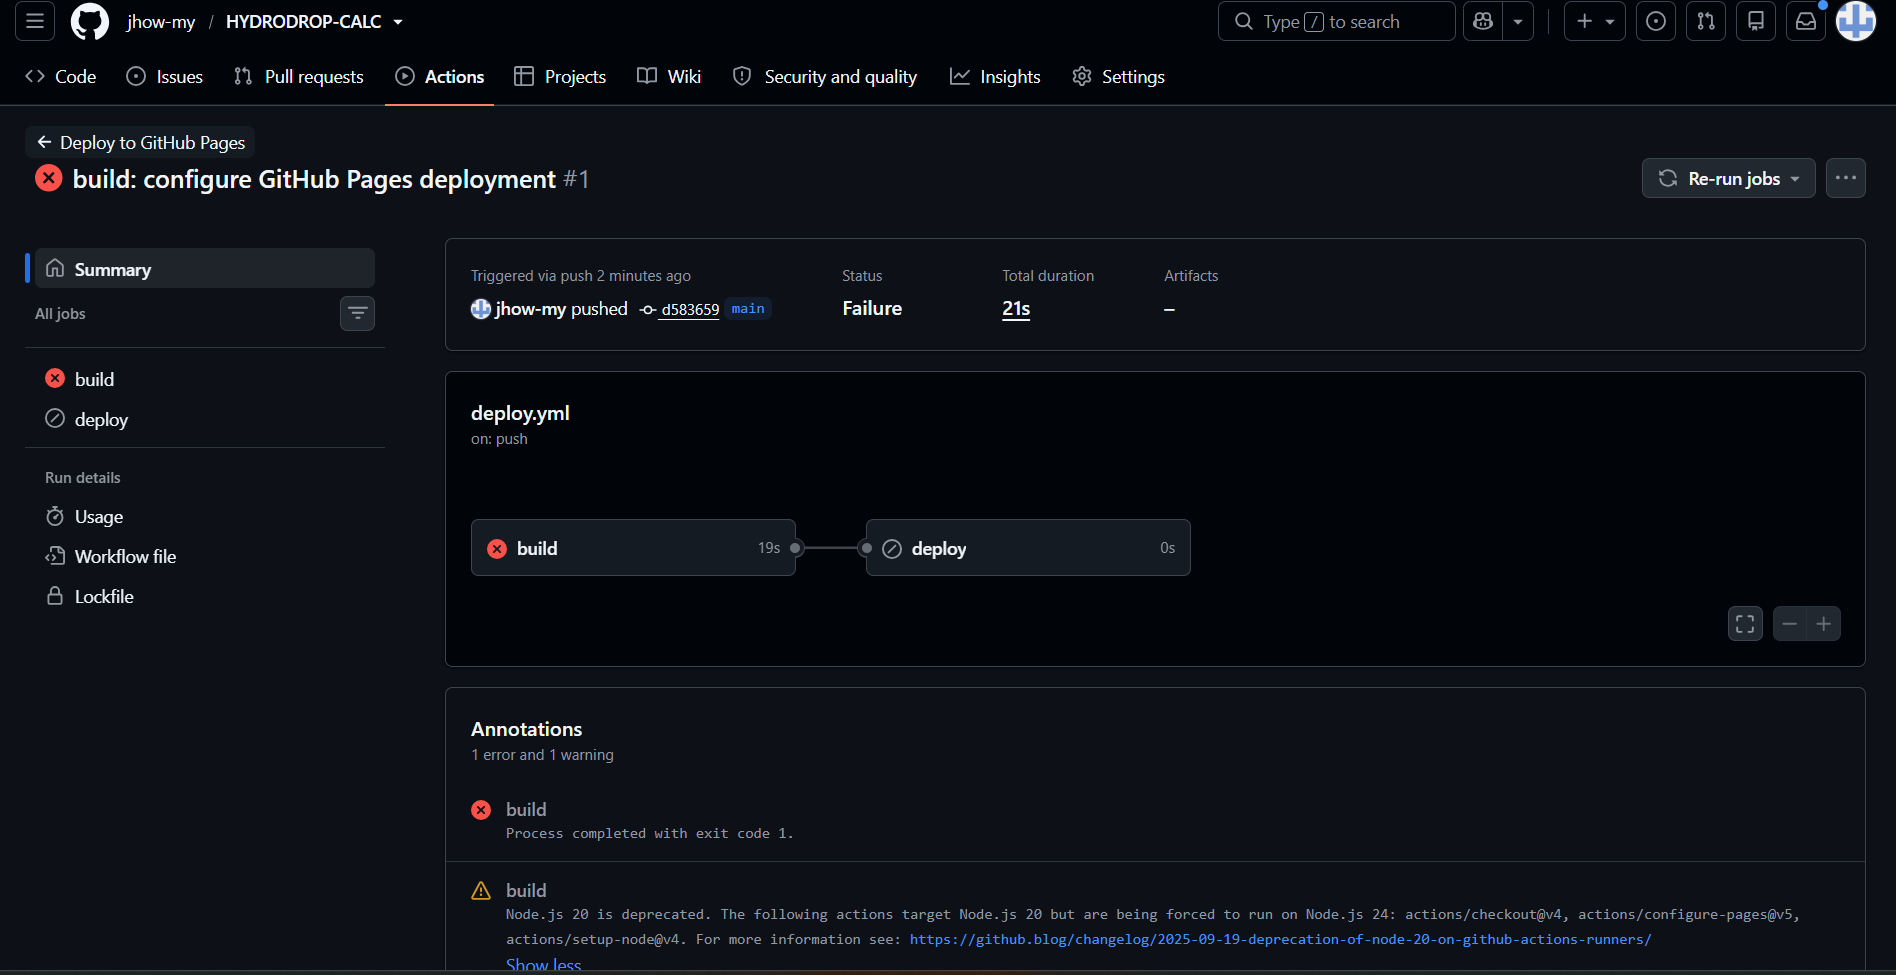 jhow-my / HYDRODROP-CALC
Type / to search
Code
Issues
Pull requests
Actions
Projects
Wiki
Security and quality
Insights
Settings
Deploy to GitHub Pages
build: configure GitHub Pages deployment #1
Re-run jobs
Summary
All jobs
build
deploy
Run details
Usage
Workflow file
Lockfile
Triggered via push 2 minutes ago
jhow-my pushed d583659 main
Status
Failure
Total duration
21s
Artifacts
–
deploy.yml
on: push
build 19s
deploy 0s
Annotations
1 error and 1 warning
build
Process completed with exit code 1.
build
Node.js 20 is deprecated. The following actions target Node.js 20 but are being forced to run on Node.js 24: actions/checkout@v4, actions/configure-pages@v5,
actions/setup-node@v4. For more information see: https://github.blog/changelog/2025-09-19-deprecation-of-node-20-on-github-actions-runners/
Show less